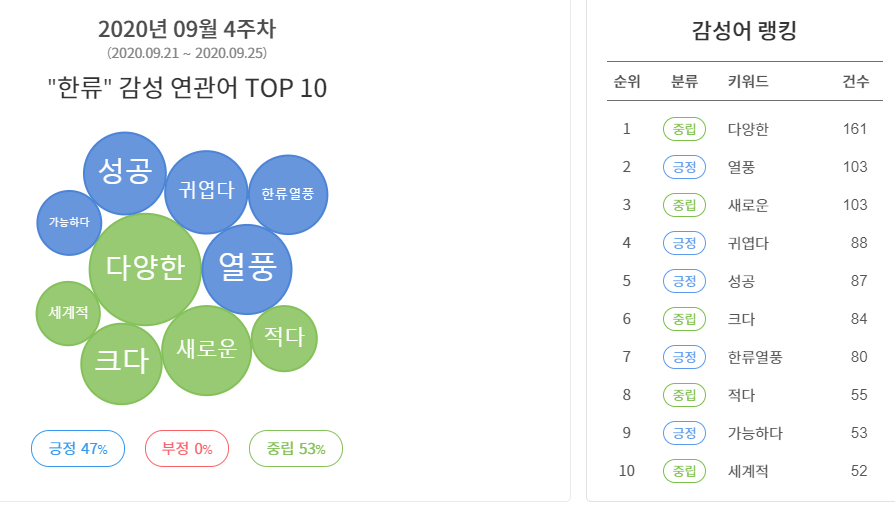 2020년 09월 4주차
(2020.09.21 ~ 2020.09.25)
"한류" 감성 연관어 TOP 10
성공
귀엽다
한류열풍
가능하다
다양한
열풍
세계적
크다
새로운
적다
긍정 47%
부정 0%
중립 53%
감성어 랭킹
순위 분류 키워드 건수
1 중립 다양한 161
2 긍정 열풍 103
3 중립 새로운 103
4 긍정 귀엽다 88
5 긍정 성공 87
6 중립 크다 84
7 긍정 한류열풍 80
8 중립 적다 55
9 긍정 가능하다 53
10 중립 세계적 52